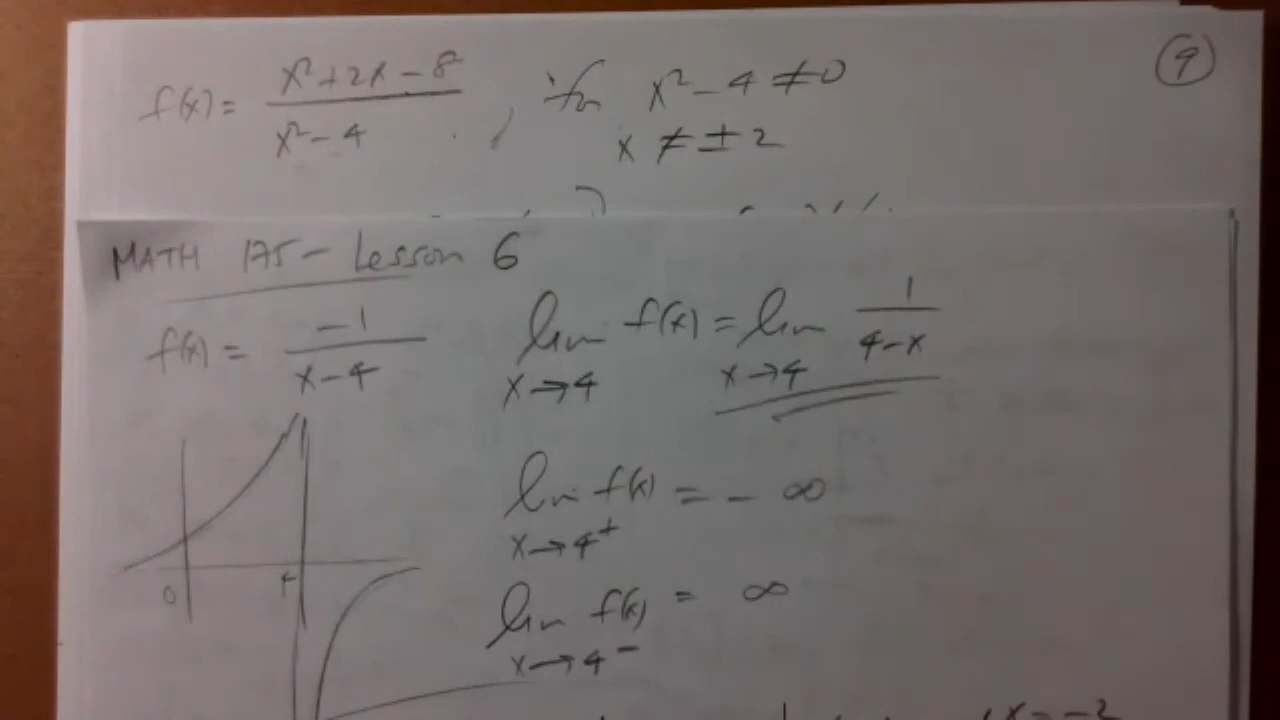 9
f(x) = x²+2x-8 / x²-4 , for x²-4 ≠ 0
x ≠ ±2
MATH 175 - Lesson 6
f(x) = -1 / x-4
lim x→4 f(x) = lim x→4 1 / 4-x
lim x→4⁺ f(x) = - ∞
lim x→4⁻ f(x) = ∞
0 4
x = -2